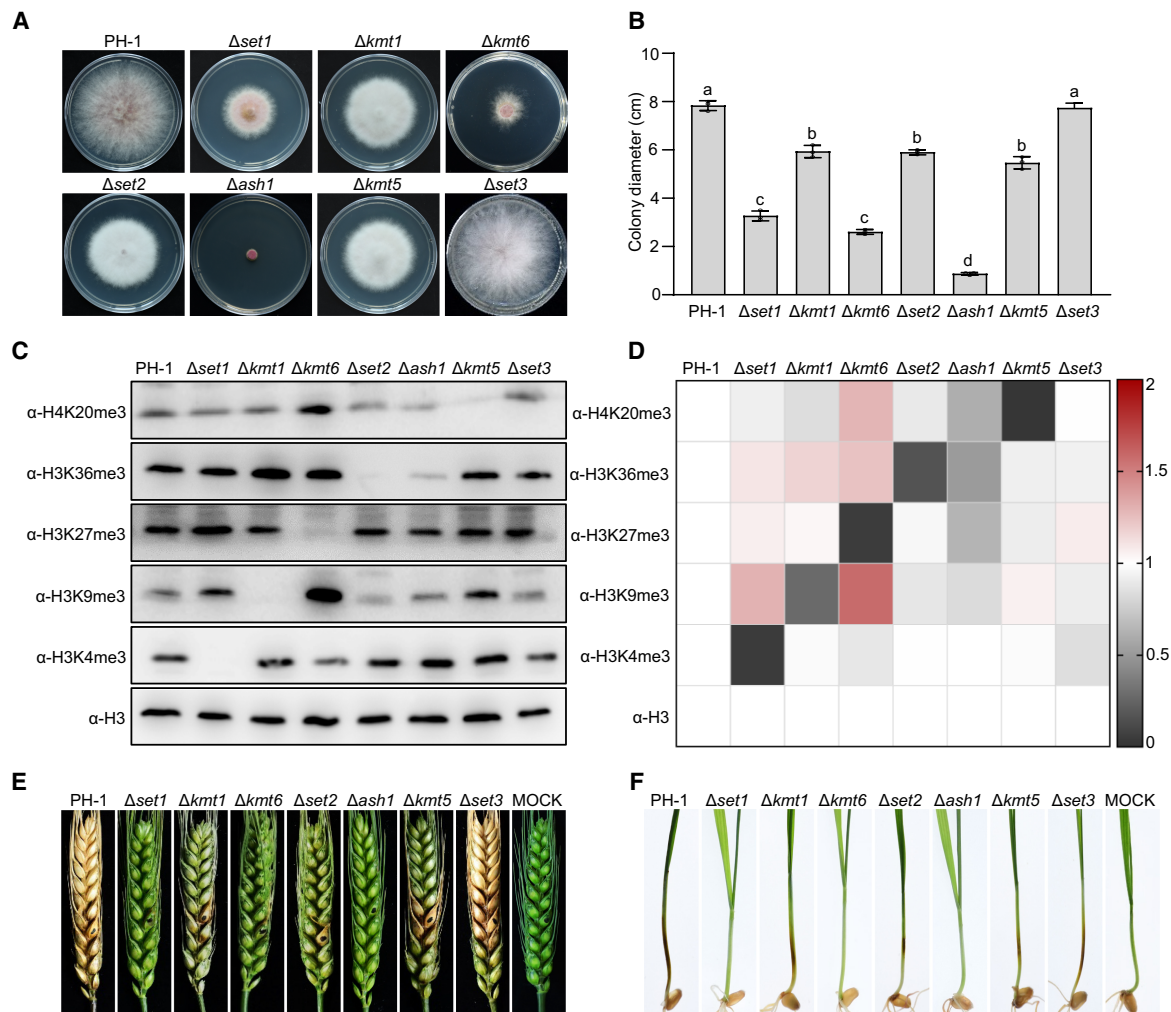 A
PH-1 Δset1 Δkmt1 Δkmt6
Δset2 Δash1 Δkmt5 Δset3
B
Colony diameter (cm)
10
8
6
4
2
0
a
c
b
c
b
d
b
a
PH-1 Δset1 Δkmt1 Δkmt6 Δset2 Δash1 Δkmt5 Δset3
C
PH-1 Δset1 Δkmt1 Δkmt6 Δset2 Δash1 Δkmt5 Δset3
α-H4K20me3
α-H3K36me3
α-H3K27me3
α-H3K9me3
α-H3K4me3
α-H3
D
PH-1 Δset1 Δkmt1 Δkmt6 Δset2 Δash1 Δkmt5 Δset3
α-H4K20me3
α-H3K36me3
α-H3K27me3
α-H3K9me3
α-H3K4me3
α-H3
2
1.5
1
0.5
0
E
PH-1 Δset1 Δkmt1 Δkmt6 Δset2 Δash1 Δkmt5 Δset3 MOCK
F
PH-1 Δset1 Δkmt1 Δkmt6 Δset2 Δash1 Δkmt5 Δset3 MOCK